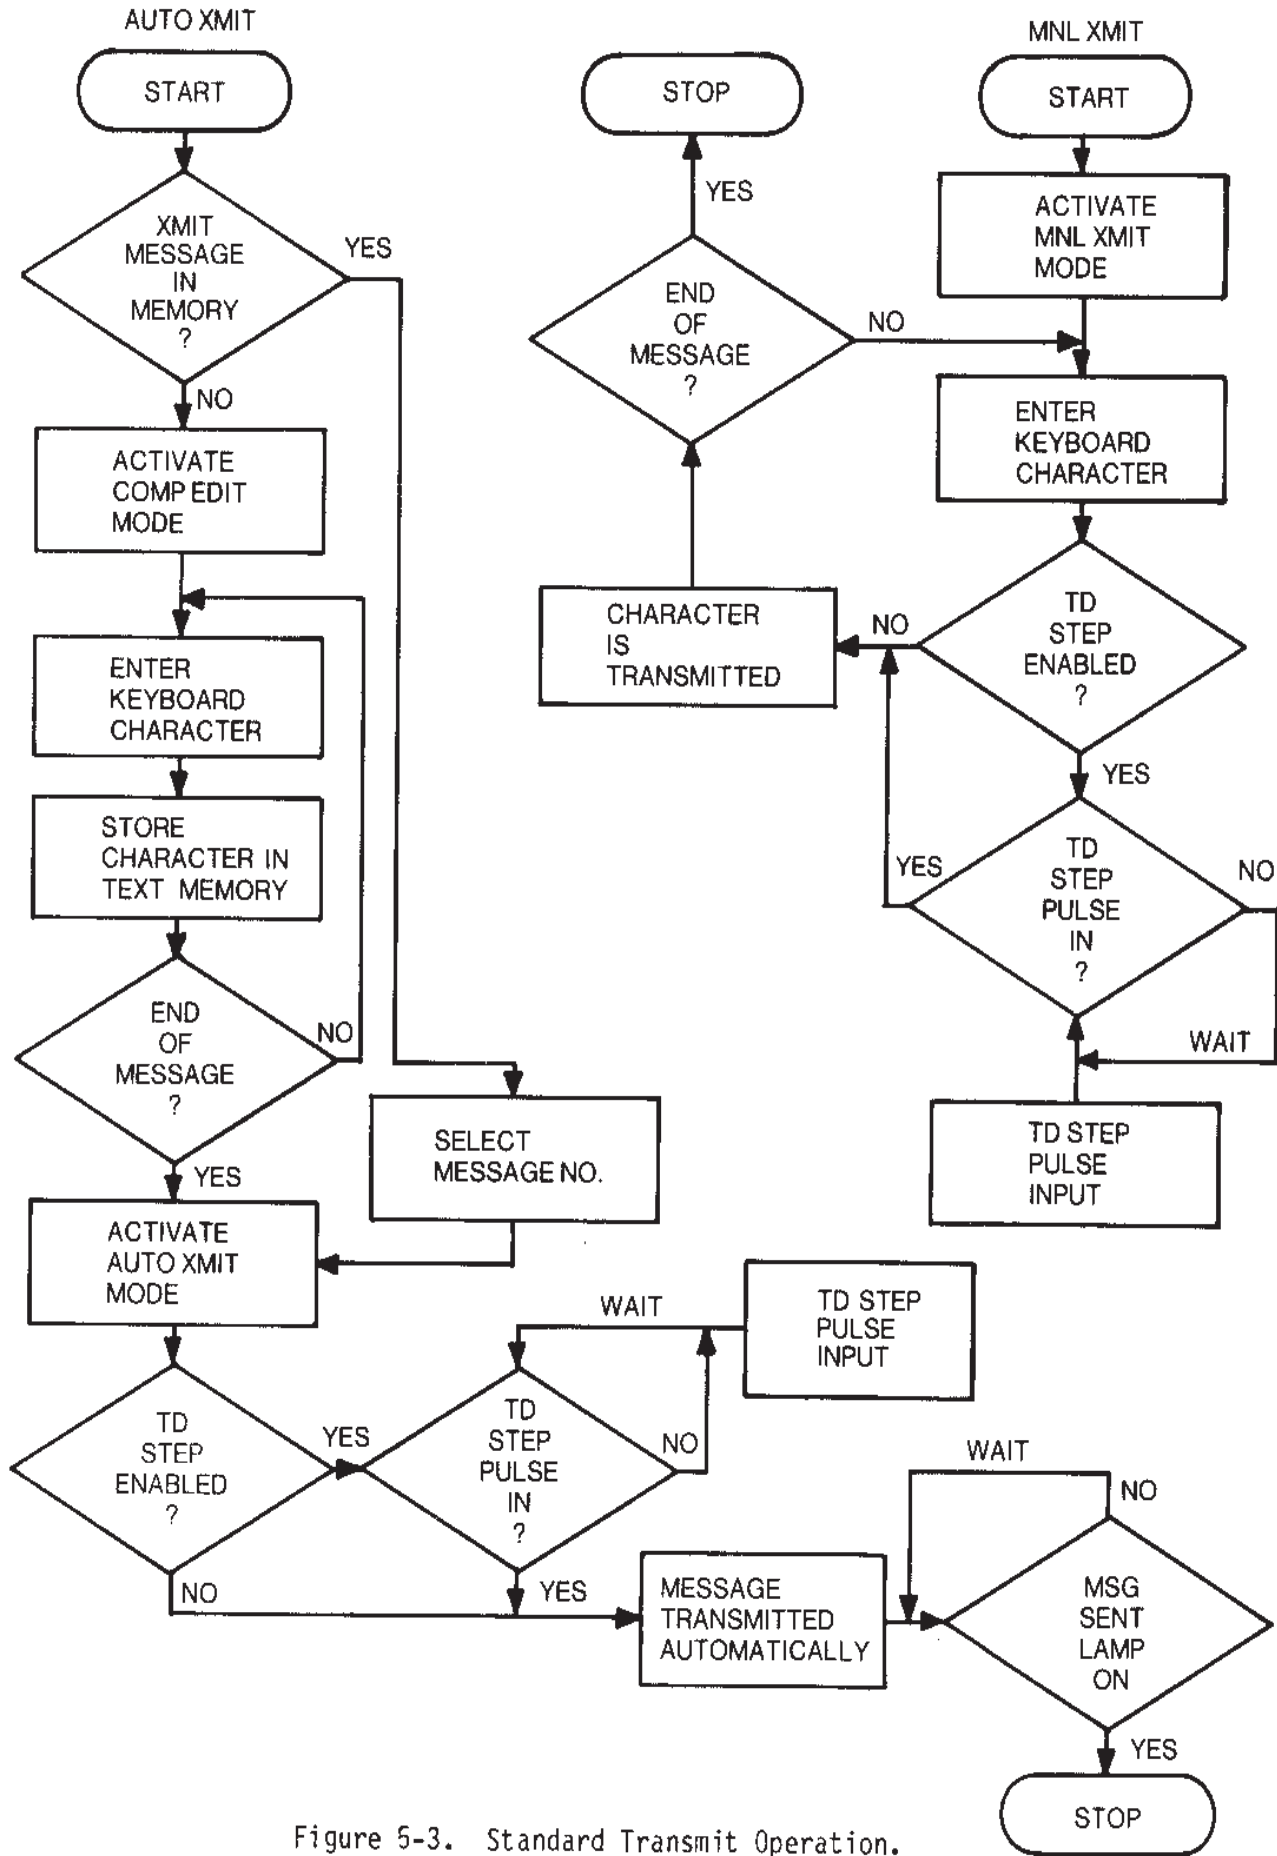 AUTO XMIT
START
XMIT
MESSAGE
IN
MEMORY
?
YES
NO
ACTIVATE
COMP EDIT
MODE
ENTER
KEYBOARD
CHARACTER
STORE
CHARACTER IN
TEXT MEMORY
END
OF
MESSAGE
?
NO
YES
SELECT
MESSAGE NO.
ACTIVATE
AUTO XMIT
MODE
TD
STEP
ENABLED
?
YES
NO
TD
STEP
PULSE
IN
?
NO
YES
WAIT
TD STEP
PULSE
INPUT
MESSAGE
TRANSMITTED
AUTOMATICALLY
WAIT
NO
MSG
SENT
LAMP
ON
YES
STOP
MNL XMIT
START
ACTIVATE
MNL XMIT
MODE
ENTER
KEYBOARD
CHARACTER
TD
STEP
ENABLED
?
NO
YES
TD
STEP
PULSE
IN
?
YES
NO
WAIT
TD STEP
PULSE
INPUT
CHARACTER
IS
TRANSMITTED
END
OF
MESSAGE
?
NO
YES
STOP
Figure 5-3. Standard Transmit Operation.